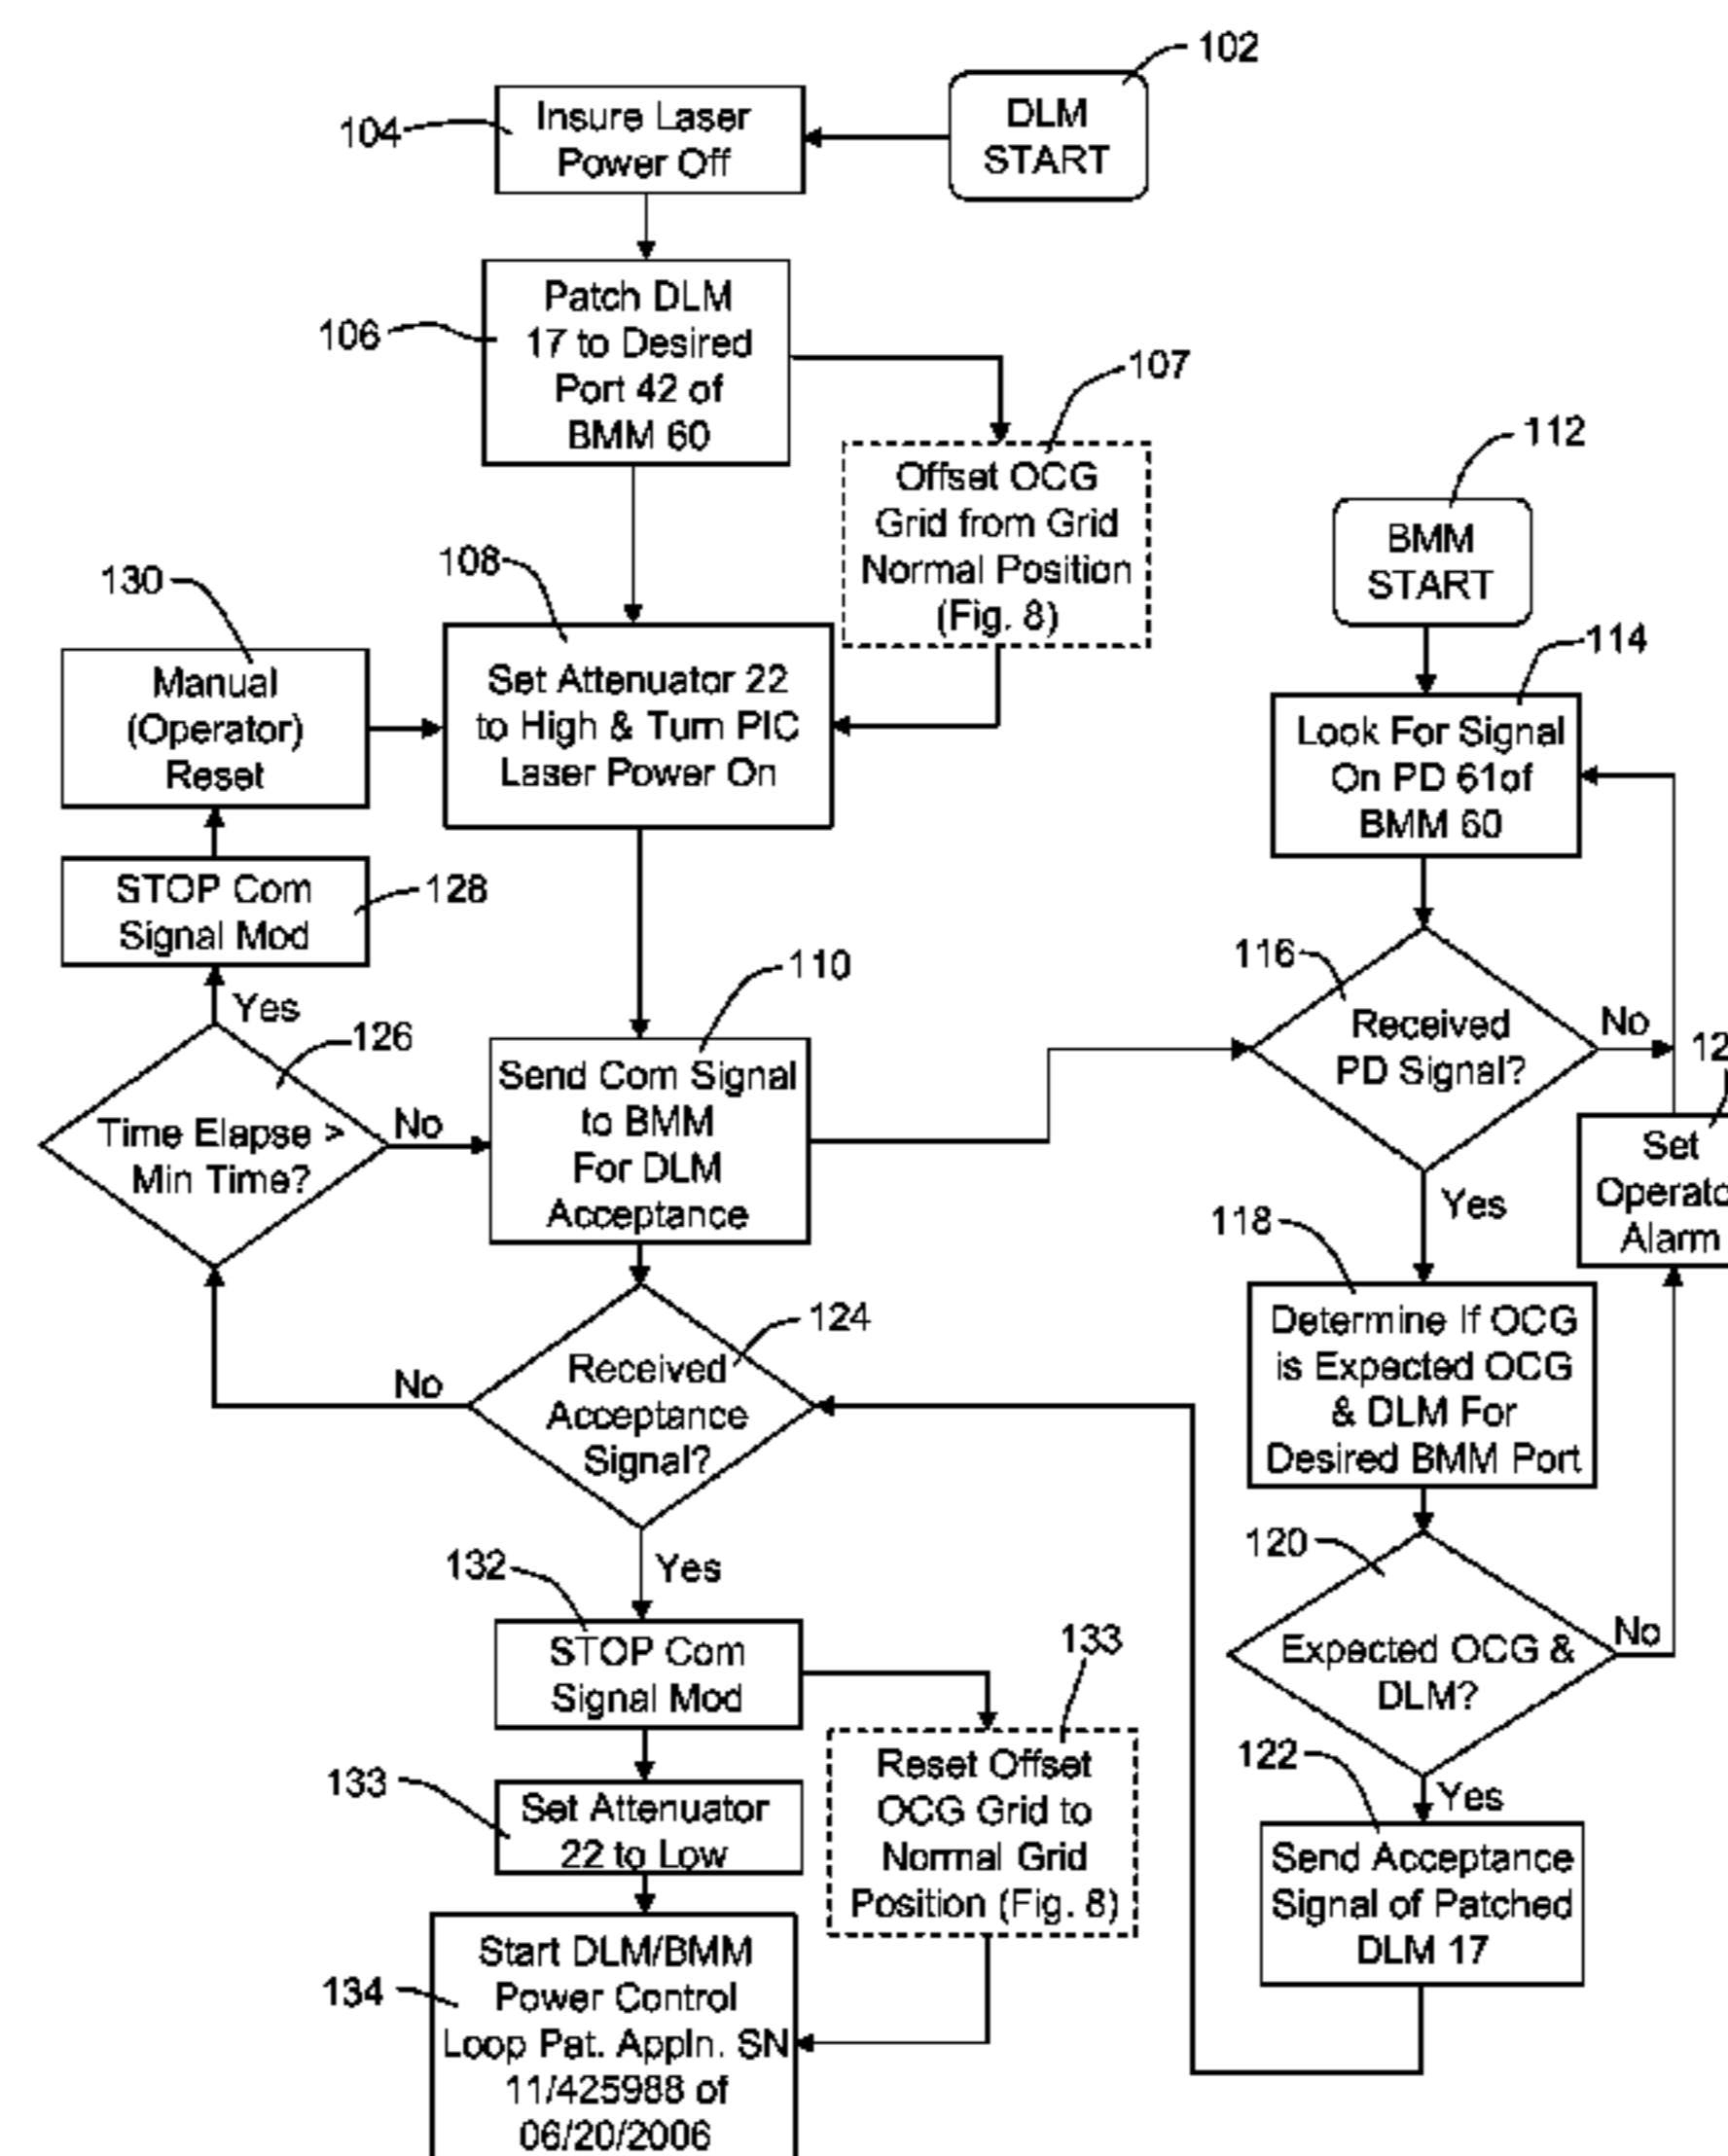 102
DLM
START
104
Insure Laser
Power Off
106
Patch DLM
17 to Desired
Port 42 of
BMM 60
107
Offset OCG
Grid from Grid
Normal Position
(Fig. 8)
108
Set Attenuator 22
to High & Turn PIC
Laser Power On
130
Manual
(Operator)
Reset
128
STOP Com
Signal Mod
Yes
126
Time Elapse >
Min Time?
No
110
Send Com Signal
to BMM
For DLM
Acceptance
124
Received
Acceptance
Signal?
No
Yes
132
STOP Com
Signal Mod
133
Set Attenuator
22 to Low
133
Reset Offset
OCG Grid to
Normal Grid
Position (Fig. 8)
134
Start DLM/BMM
Power Control
Loop Pat. Appln. SN
11/425988 of
06/20/2006
112
BMM
START
114
Look For Signal
On PD 61of
BMM 60
116
Received
PD Signal?
No
Yes
Set
Alarm
118
Determine If OCG
is Expected OCG
& DLM For
Desired BMM Port
120
Expected OCG &
DLM?
No
Yes
122
Send Acceptance
Signal of Patched
DLM 17